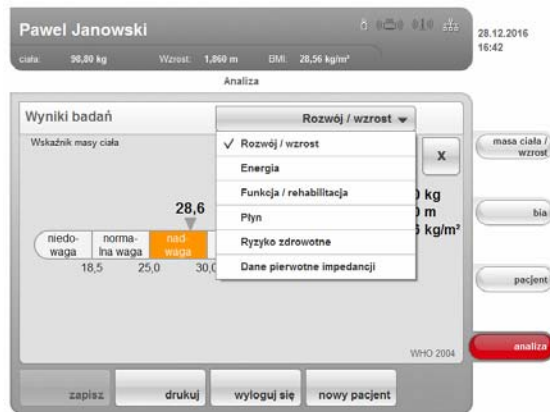 Pawel Janowski
28.12.2016
16:42
ciała: 98,80 kg Wzrost: 1,860 m BMI: 28,56 kg/m²
Analiza
Wyniki badań
Rozwój / wzrost
Wskaźnik masy ciała
✓ Rozwój / wzrost
Energia
Funkcja / rehabilitacja
Płyn
Ryzyko zdrowotne
Dane pierwotne impedancji
X
kg
m
kg/m²
28,6
niedo-
waga
norma-
lna waga
nad-
waga
18,5 25,0 30,0
WHO 2004
masa ciała /
wzrost
bia
pacjent
analiza
zapisz drukuj wyloguj się nowy pacjent